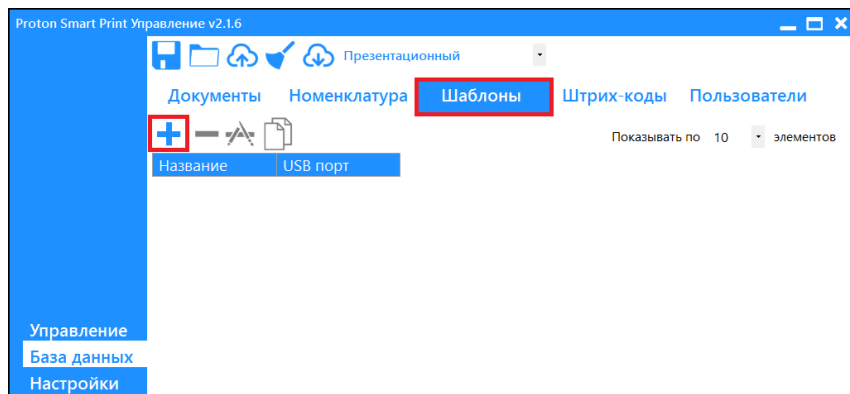 Proton Smart Print Управление v2.1.6
Презентационный
Документы Номенклатура Шаблоны Штрих-коды Пользователи
Показывать по 10 элементов
Название USB порт
Управление
База данных
Настройки